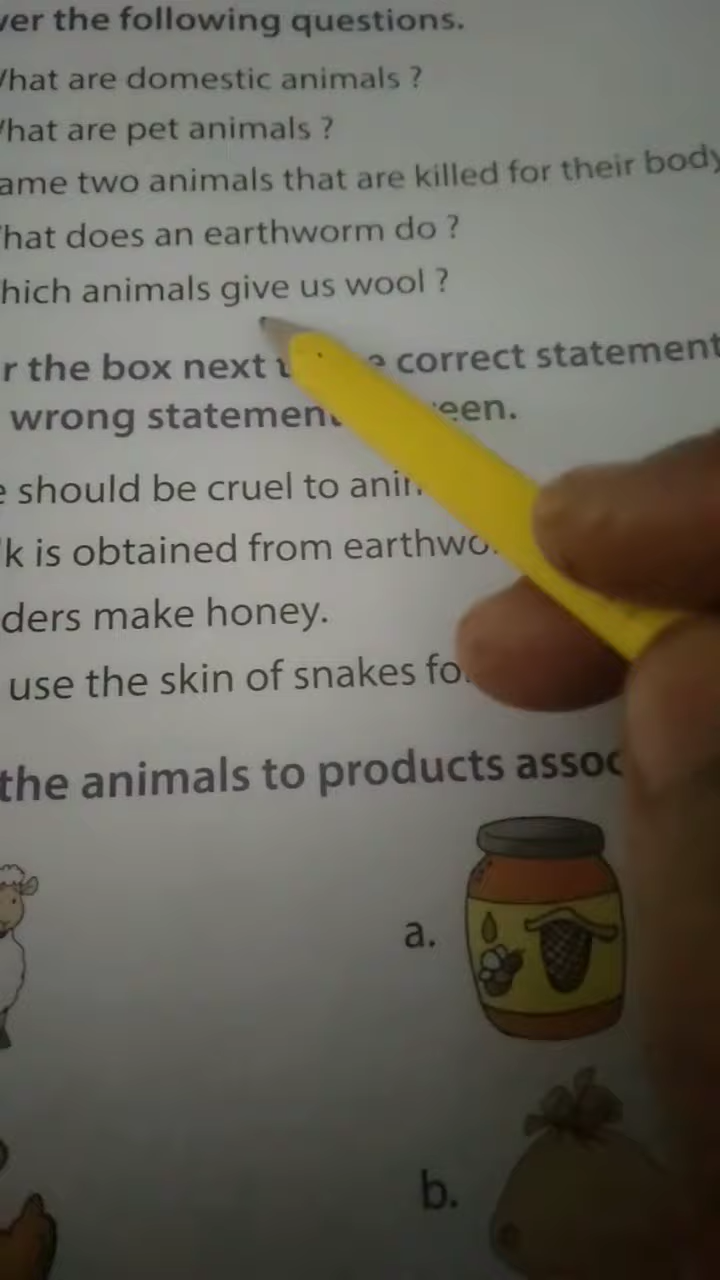 ver the following questions.
What are domestic animals ?
What are pet animals ?
ame two animals that are killed for their body
hat does an earthworm do ?
hich animals give us wool ?
r the box next correct statement
wrong statemen een.
e should be cruel to ani
k is obtained from earthwo
ders make honey.
use the skin of snakes fo
the animals to products assoc
a.
b.